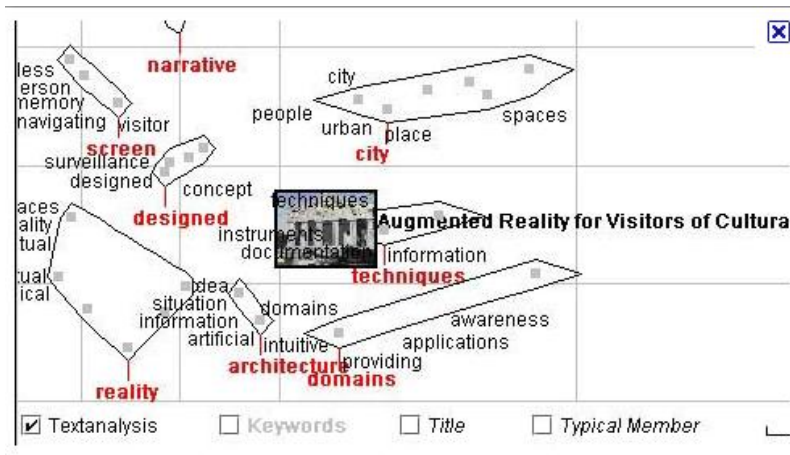 narrative
less
erson
memory
navigating
visitor
screen
city
people
urban
place
spaces
city
surveillance
designed
concept
designed
techniques
instruments
documentation
Augmented Reality for Visitors of Cultura
information
techniques
aces
ality
tual
tual
ical
reality
idea
situation
information
artificial
domains
intuitive
architecture
awareness
applications
providing
domains
Textanalysis
Keywords
Title
Typical Member